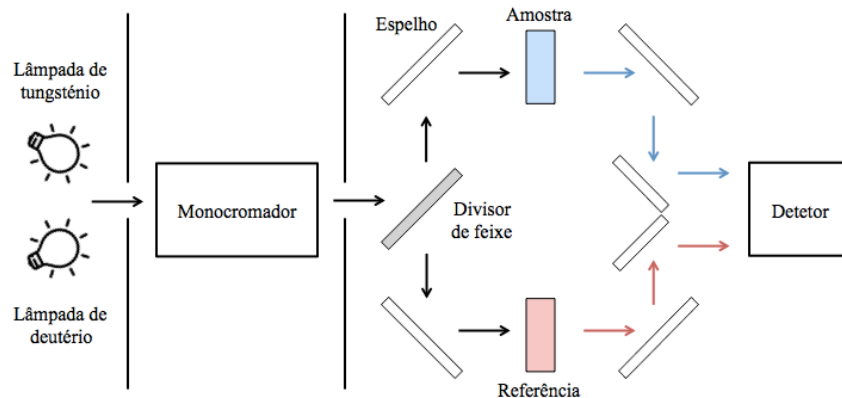 Lâmpada de
tungsténio
Lâmpada de
deutério
Monocromador
Espelho
Divisor
de feixe
Amostra
Referência
Detetor